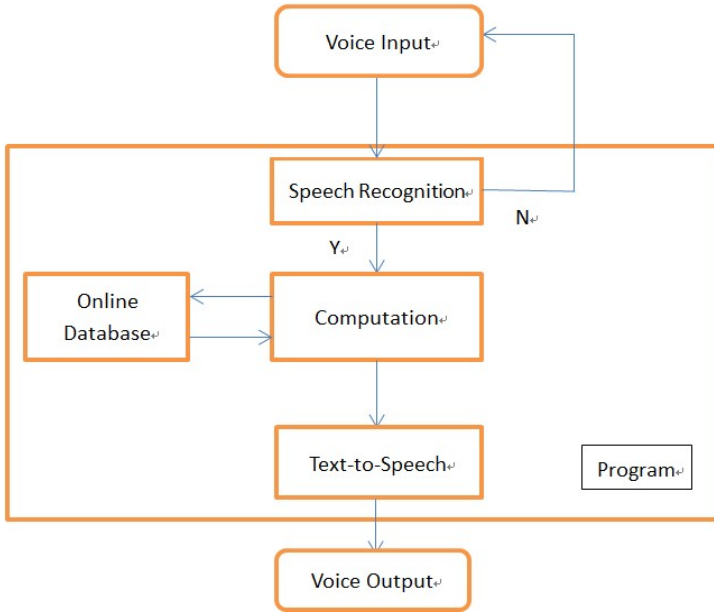 Voice Input
Speech Recognition
N
Y
Online
Database
Computation
Text-to-Speech
Program
Voice Output